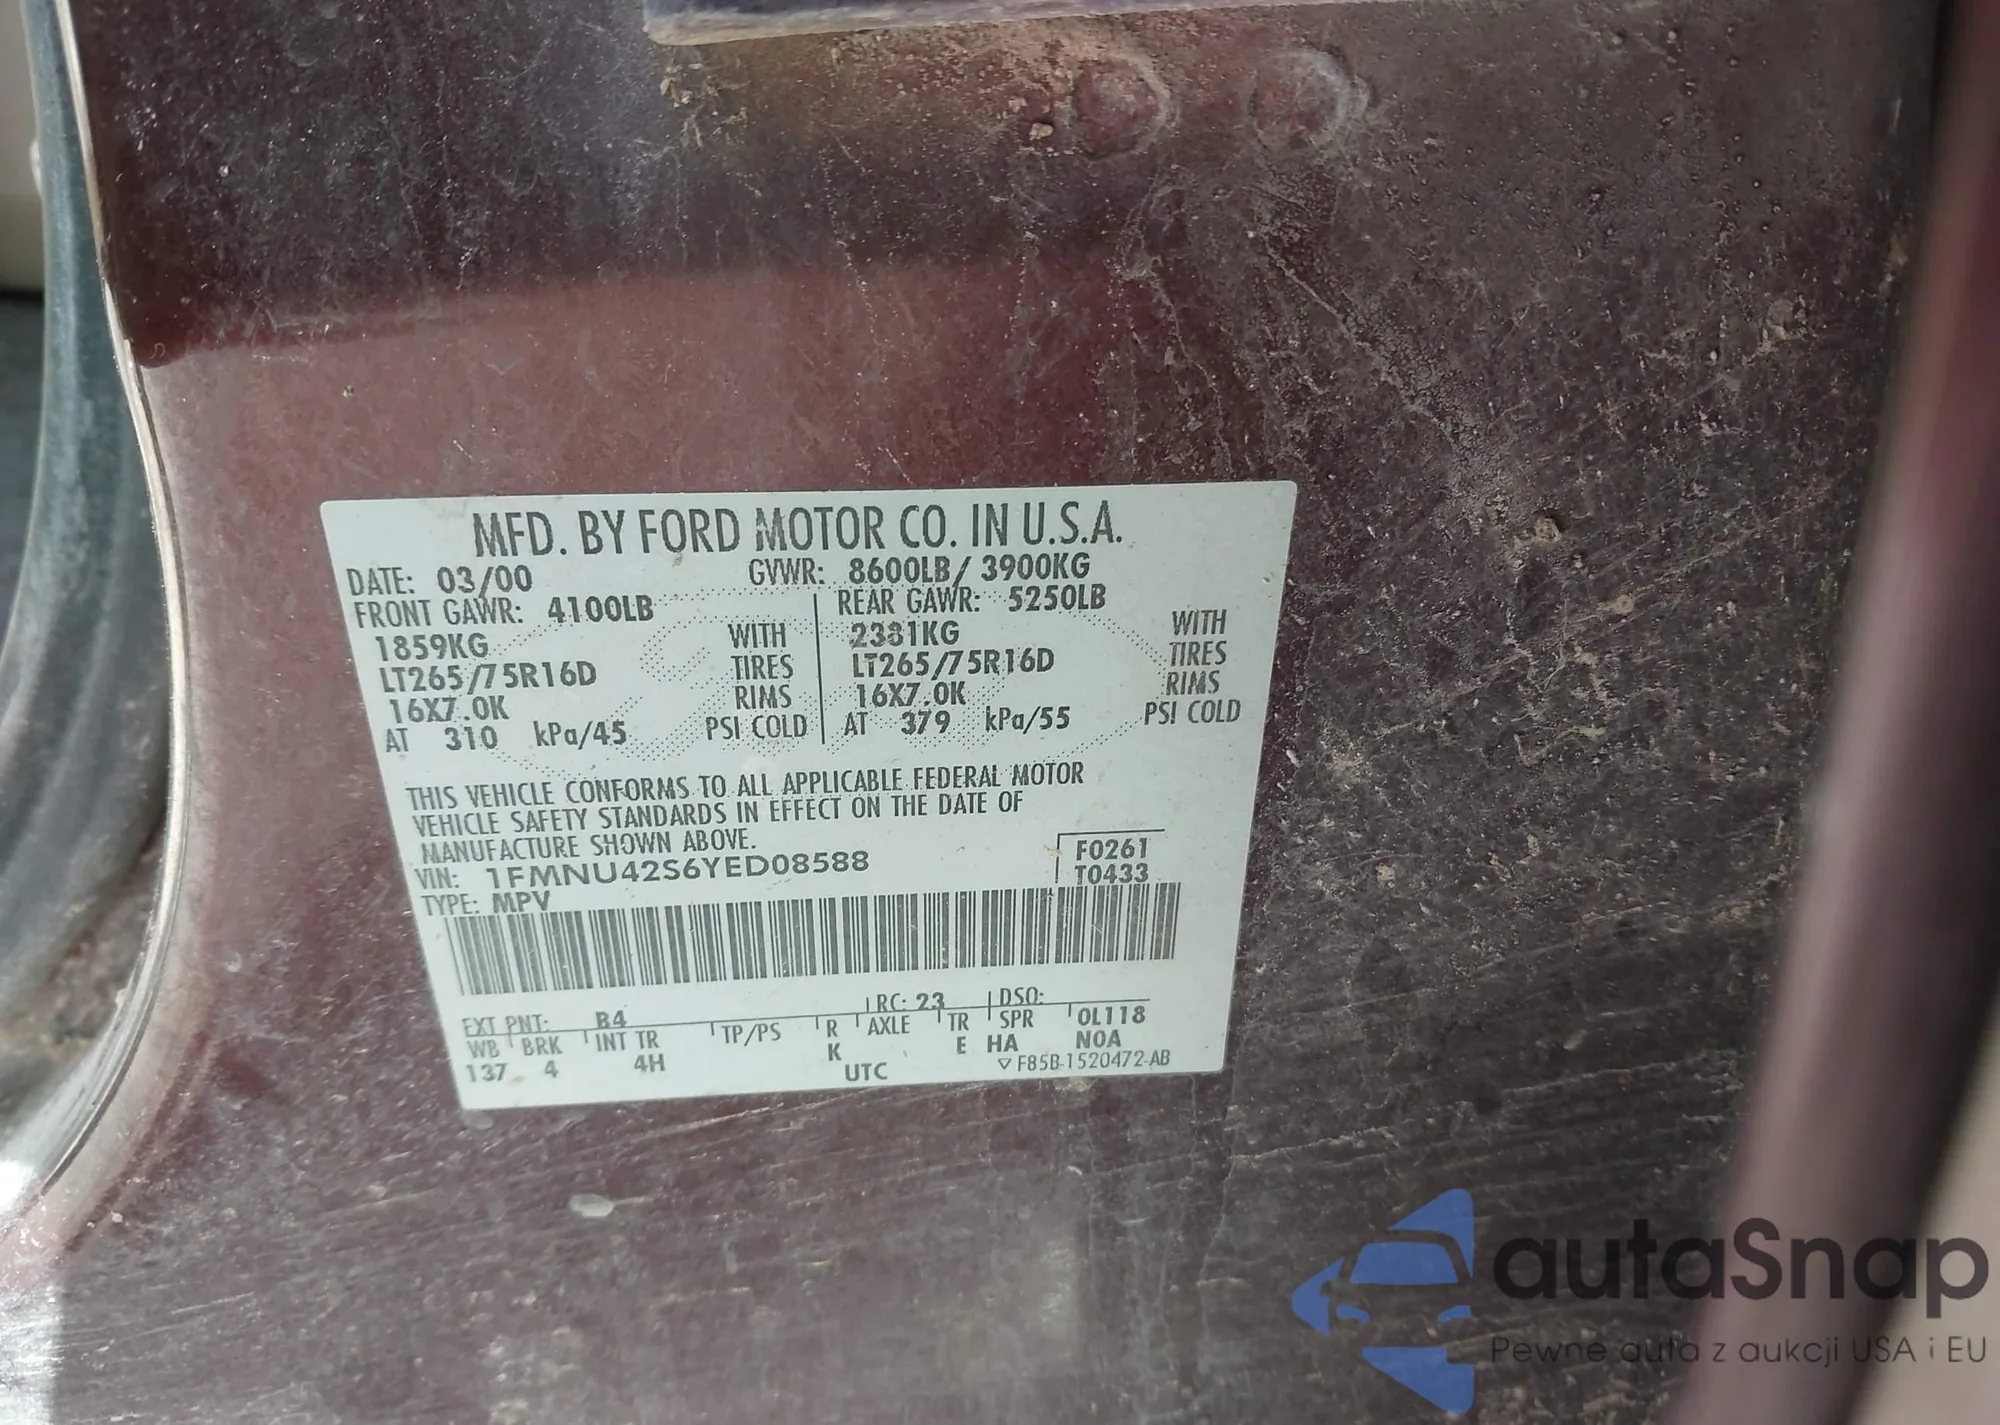 MFD. BY FORD MOTOR CO. IN U.S.A.
DATE: 03/00 GVWR: 8600LB/ 3900KG
FRONT GAWR: 4100LB REAR GAWR: 5250LB
1859KG WITH 2381KG WITH
LT265/75R16D TIRES LT265/75R16D TIRES
16X7.0K RIMS 16X7.0K RIMS
AT 310 kPa/45 PSI COLD AT 379 kPa/55 PSI COLD
THIS VEHICLE CONFORMS TO ALL APPLICABLE FEDERAL MOTOR
VEHICLE SAFETY STANDARDS IN EFFECT ON THE DATE OF
MANUFACTURE SHOWN ABOVE.
VIN: 1FMNU42S6YED08588
F0261
T0433
TYPE: MPV
EXT PNT: B4 RC: 23 DSO:
WB BRK INT TR TP/PS R AXLE TR SPR OL118
137 4 4H K UTC E HA NOA
F85B-1520472-AB
autaSnap
Pewne auta z aukcji USA i EU